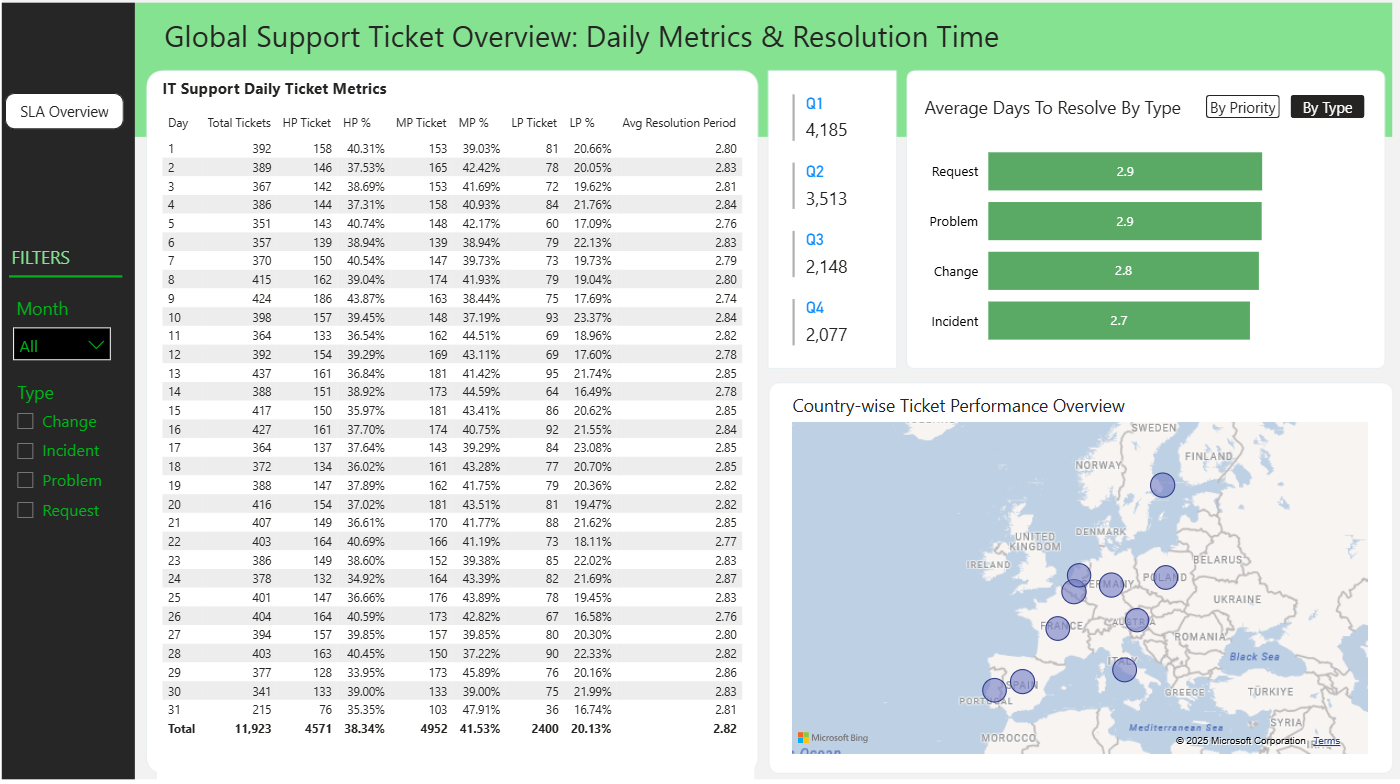 Global Support Ticket Overview: Daily Metrics & Resolution Time
SLA Overview
FILTERS
Month
All
Type
Change
Incident
Problem
Request
IT Support Daily Ticket Metrics
Day Total Tickets HP Ticket HP % MP Ticket MP % LP Ticket LP % Avg Resolution Period
1 392 158 40.31% 153 39.03% 81 20.66% 2.80
2 389 146 37.53% 165 42.42% 78 20.05% 2.83
3 367 142 38.69% 153 41.69% 72 19.62% 2.81
4 386 144 37.31% 158 40.93% 84 21.76% 2.84
5 351 143 40.74% 148 42.17% 60 17.09% 2.76
6 357 139 38.94% 139 38.94% 79 22.13% 2.83
7 370 150 40.54% 147 39.73% 73 19.73% 2.79
8 415 162 39.04% 174 41.93% 79 19.04% 2.80
9 424 186 43.87% 163 38.44% 75 17.69% 2.74
10 398 157 39.45% 148 37.19% 93 23.37% 2.84
11 364 133 36.54% 162 44.51% 69 18.96% 2.82
12 392 154 39.29% 169 43.11% 69 17.60% 2.78
13 437 161 36.84% 181 41.42% 95 21.74% 2.85
14 388 151 38.92% 173 44.59% 64 16.49% 2.78
15 417 150 35.97% 181 43.41% 86 20.62% 2.85
16 427 161 37.70% 174 40.75% 92 21.55% 2.84
17 364 137 37.64% 143 39.29% 84 23.08% 2.85
18 372 134 36.02% 161 43.28% 77 20.70% 2.85
19 388 147 37.89% 162 41.75% 79 20.36% 2.82
20 416 154 37.02% 181 43.51% 81 19.47% 2.82
21 407 149 36.61% 170 41.77% 88 21.62% 2.85
22 403 164 40.69% 166 41.19% 73 18.11% 2.77
23 386 149 38.60% 152 39.38% 85 22.02% 2.83
24 378 132 34.92% 164 43.39% 82 21.69% 2.87
25 401 147 36.66% 176 43.89% 78 19.45% 2.83
26 404 164 40.59% 173 42.82% 67 16.58% 2.76
27 394 157 39.85% 157 39.85% 80 20.30% 2.80
28 403 163 40.45% 150 37.22% 90 22.33% 2.82
29 377 128 33.95% 173 45.89% 76 20.16% 2.86
30 341 133 39.00% 133 39.00% 75 21.99% 2.83
31 215 76 35.35% 103 47.91% 36 16.74% 2.81
Total 11,923 4571 38.34% 4952 41.53% 2400 20.13% 2.82
Q1
4,185
Q2
3,513
Q3
2,148
Q4
2,077
Average Days To Resolve By Type
By Priority
By Type
Request 2.9
Problem 2.9
Change 2.8
Incident 2.7
Country-wise Ticket Performance Overview
SWEDEN
FINLAND
NORWAY
DENMARK
UNITED
KINGDOM
IRELAND
BELARUS
GERMANY
POLAND
UKRAINE
FRANCE
AUSTRIA
ROMANIA
ITALY
Black Sea
SPAIN
PORTUGAL
GREECE
TÜRKIYE
Mediterranean Sea
SYRIA
MOROCCO
Microsoft Bing
© 2025 Microsoft Corporation Terms